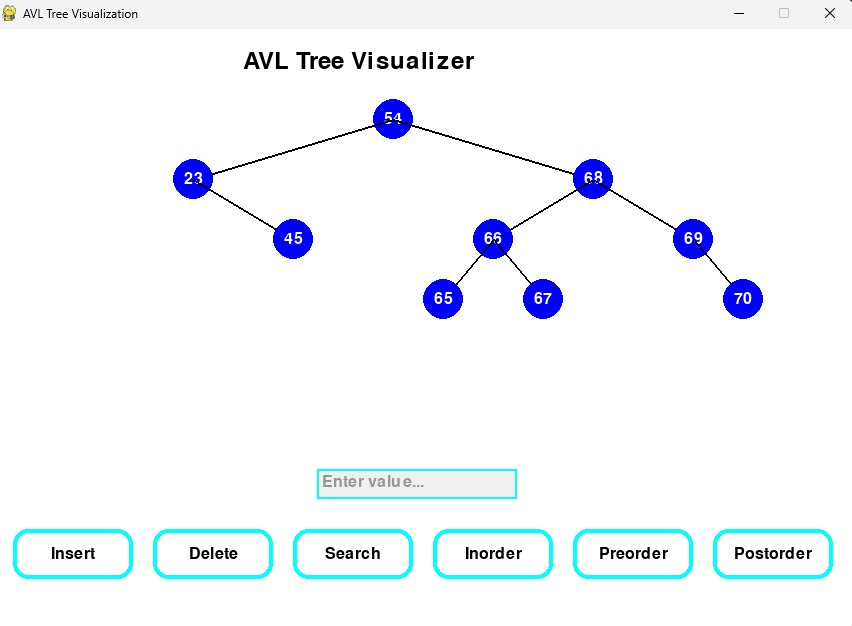 AVL Tree Visualization
AVL Tree Visualizer
54
23 68
45 66 69
65 67 70
Enter value...
Insert Delete Search Inorder Preorder Postorder